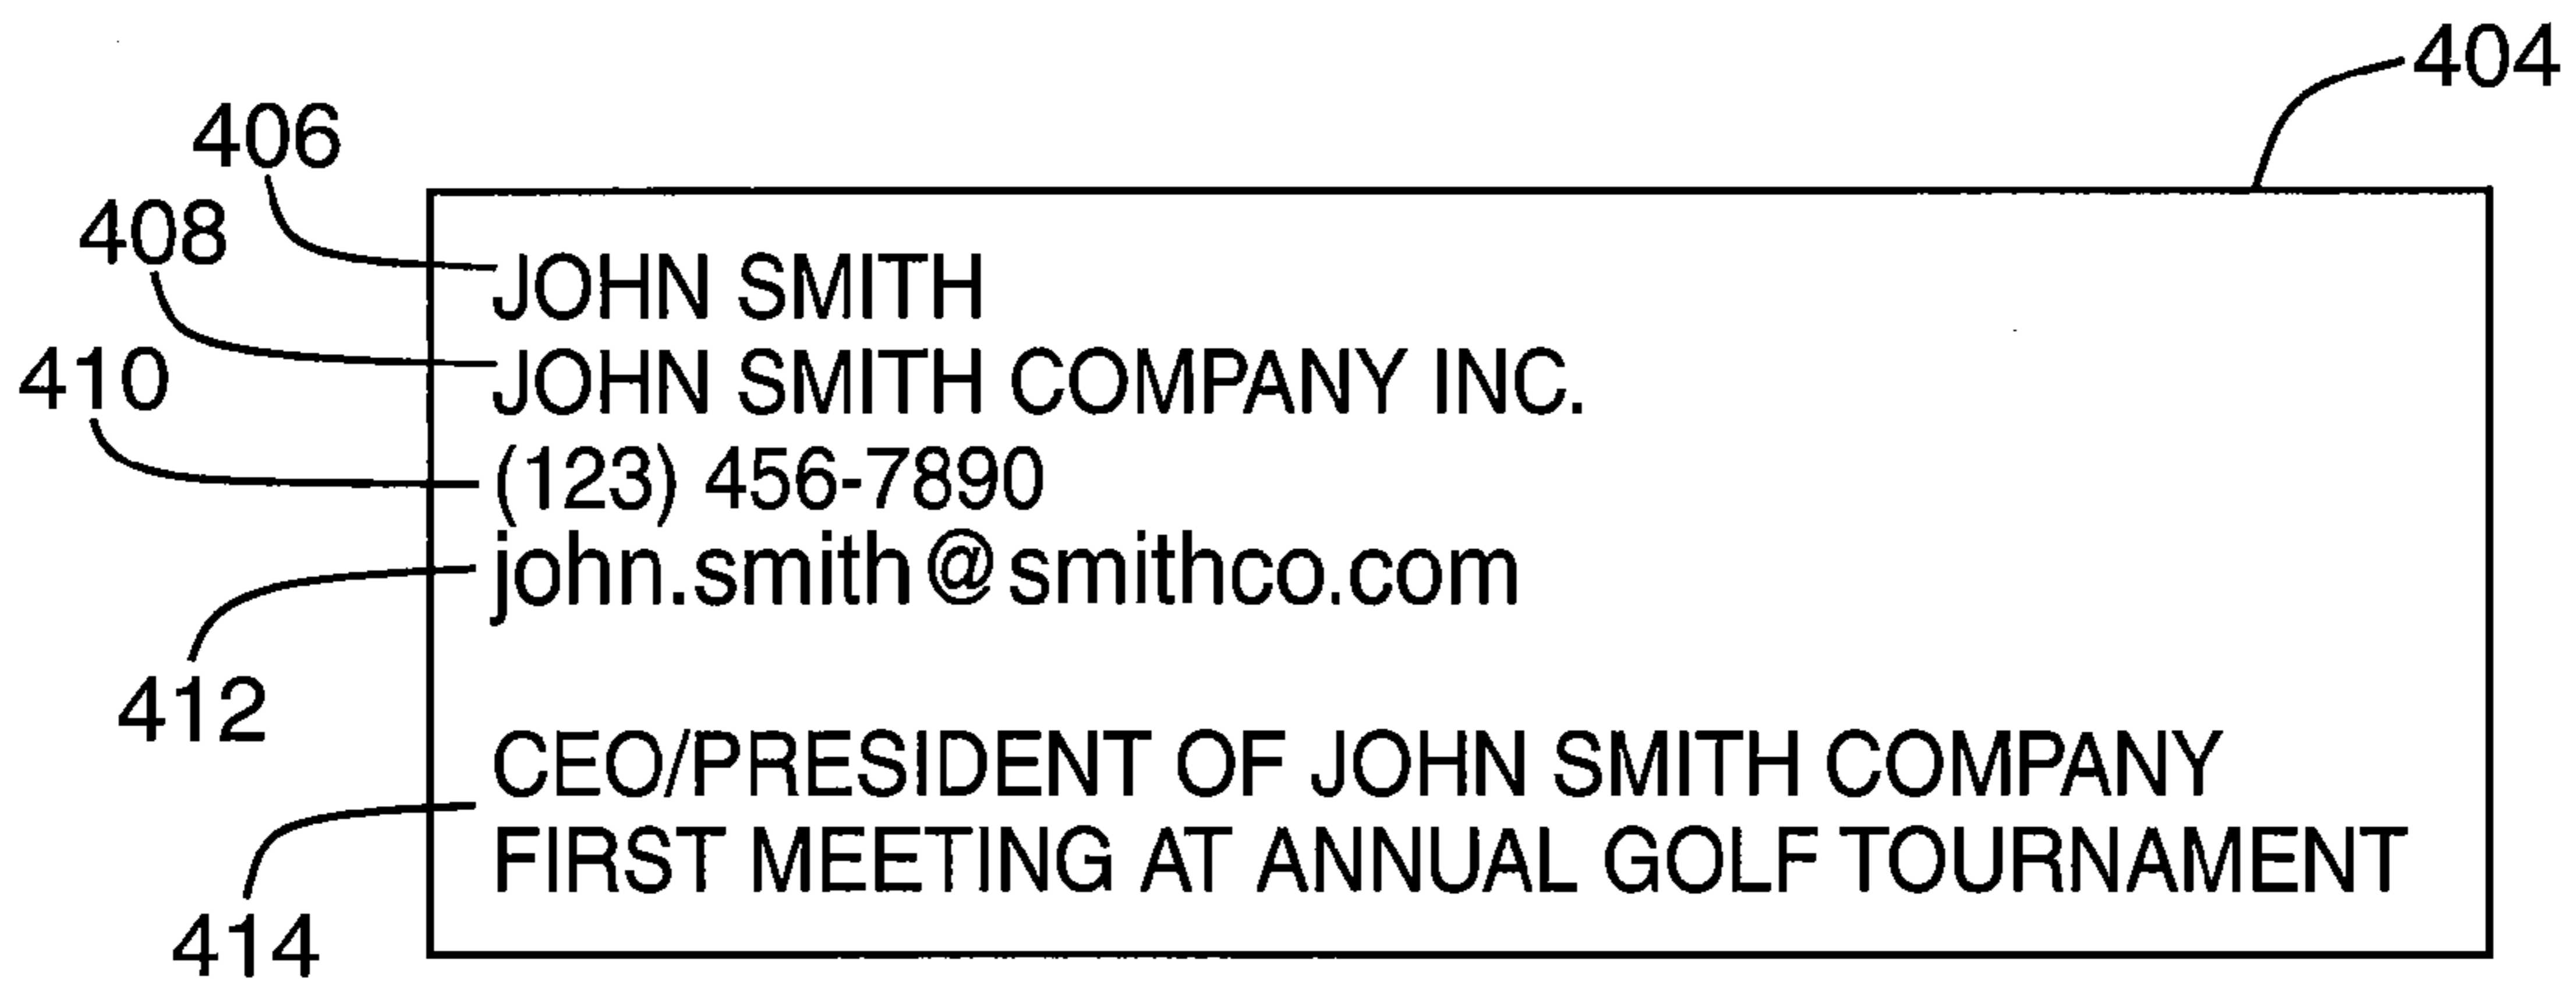 404
406
408
JOHN SMITH
410
JOHN SMITH COMPANY INC.
(123) 456-7890
john.smith@smithco.com
412
CEO/PRESIDENT OF JOHN SMITH COMPANY
FIRST MEETING AT ANNUAL GOLF TOURNAMENT
414